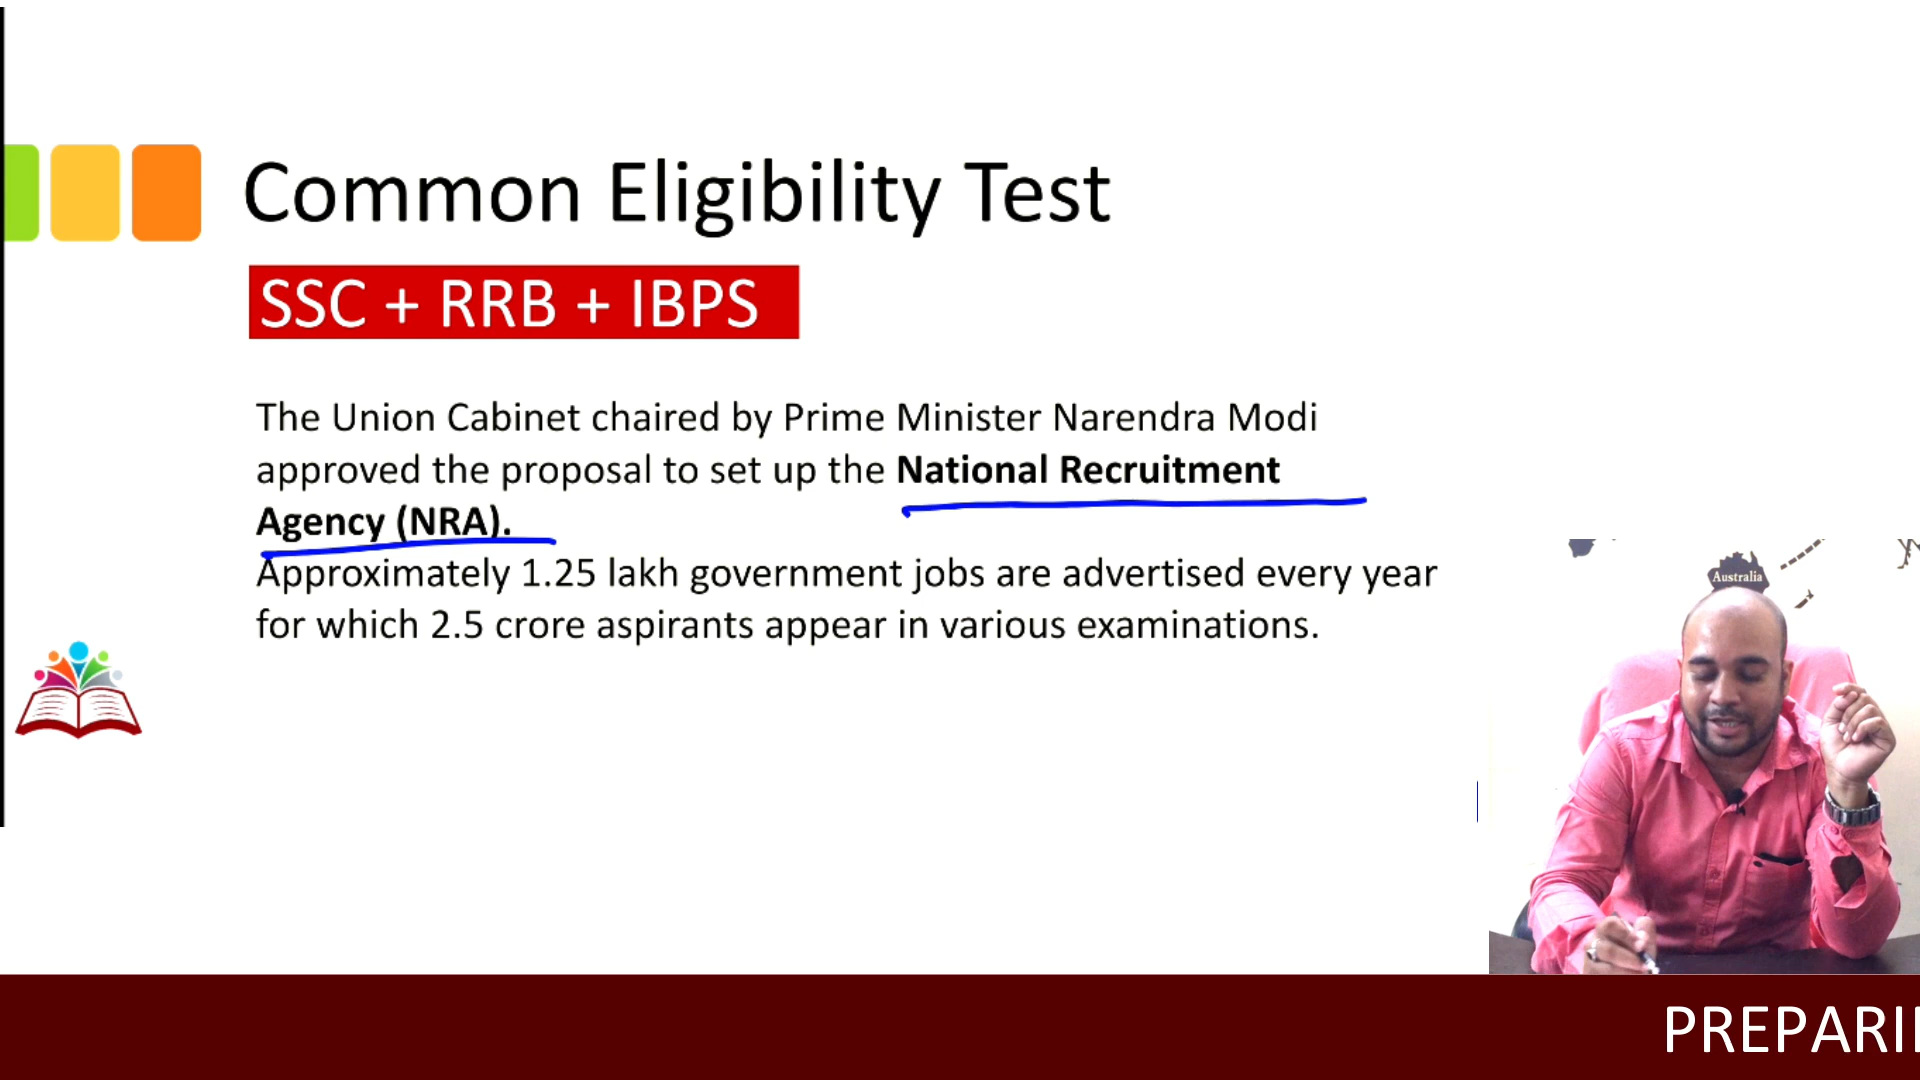 Common Eligibility Test
SSC + RRB + IBPS
The Union Cabinet chaired by Prime Minister Narendra Modi
approved the proposal to set up the National Recruitment
Agency (NRA).
Approximately 1.25 lakh government jobs are advertised every year
for which 2.5 crore aspirants appear in various examinations.
Australia